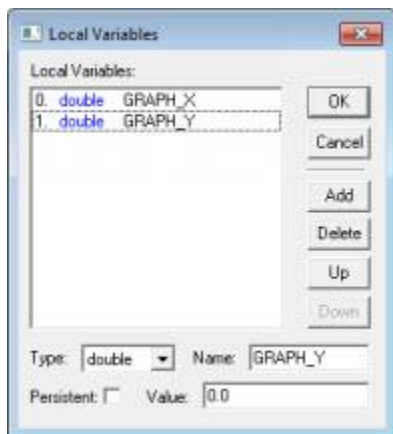 Local Variables
Local Variables:
0. double GRAPH_X
1. double GRAPH_Y
OK
Cancel
Add
Delete
Up
Down
Type: double Name: GRAPH_Y
Persistent: Value: 0.0